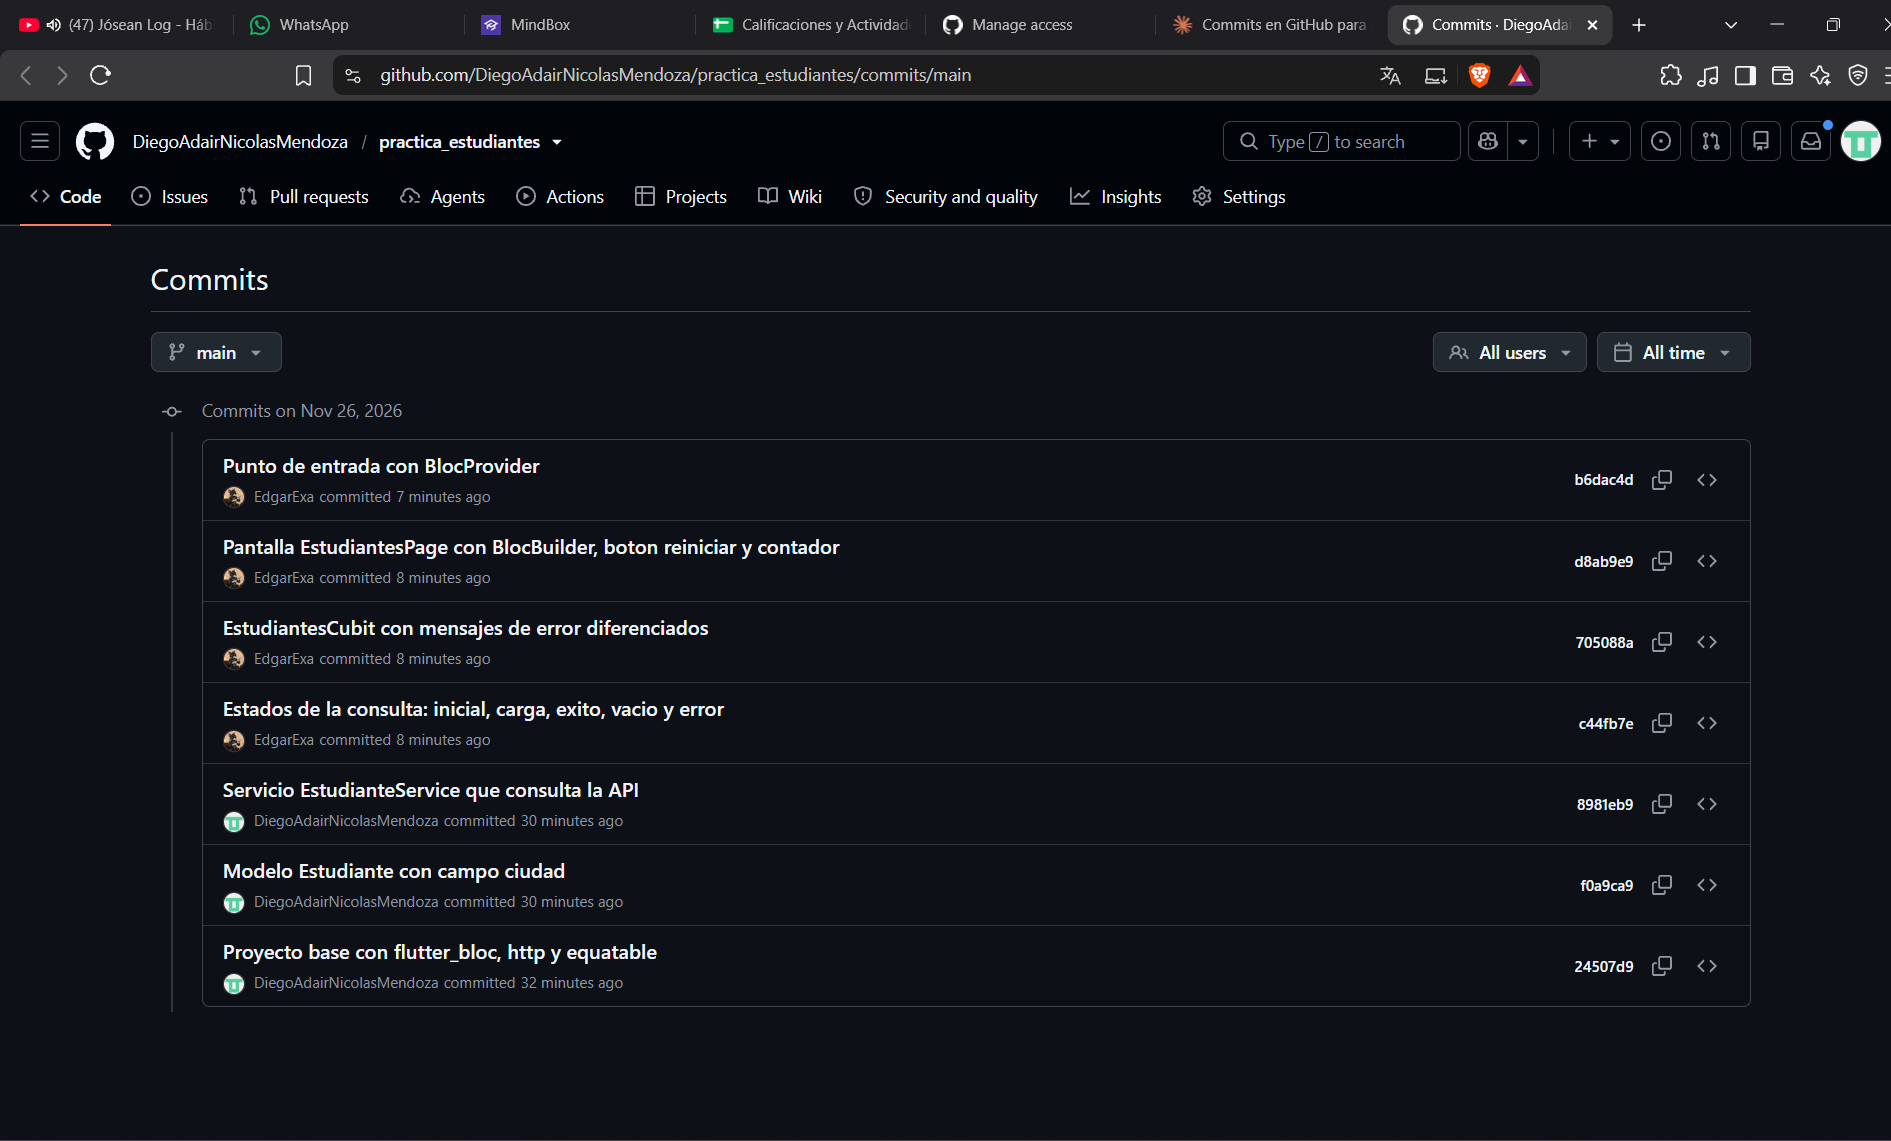 (47) Jósean Log - Háb
WhatsApp
MindBox
Calificaciones y Actividade
Manage access
Commits en GitHub para
Commits · DiegoAdai
github.com/DiegoAdairNicolasMendoza/practica_estudiantes/commits/main
DiegoAdairNicolasMendoza / practica_estudiantes
Type / to search
Code
Issues
Pull requests
Agents
Actions
Projects
Wiki
Security and quality
Insights
Settings
Commits
main
All users
All time
Commits on Nov 26, 2026
Punto de entrada con BlocProvider
EdgarExa committed 7 minutes ago
b6dac4d
Pantalla EstudiantesPage con BlocBuilder, boton reiniciar y contador
EdgarExa committed 8 minutes ago
d8ab9e9
EstudiantesCubit con mensajes de error diferenciados
EdgarExa committed 8 minutes ago
705088a
Estados de la consulta: inicial, carga, exito, vacio y error
EdgarExa committed 8 minutes ago
c44fb7e
Servicio EstudianteService que consulta la API
DiegoAdairNicolasMendoza committed 30 minutes ago
8981eb9
Modelo Estudiante con campo ciudad
DiegoAdairNicolasMendoza committed 30 minutes ago
f0a9ca9
Proyecto base con flutter_bloc, http y equatable
DiegoAdairNicolasMendoza committed 32 minutes ago
24507d9